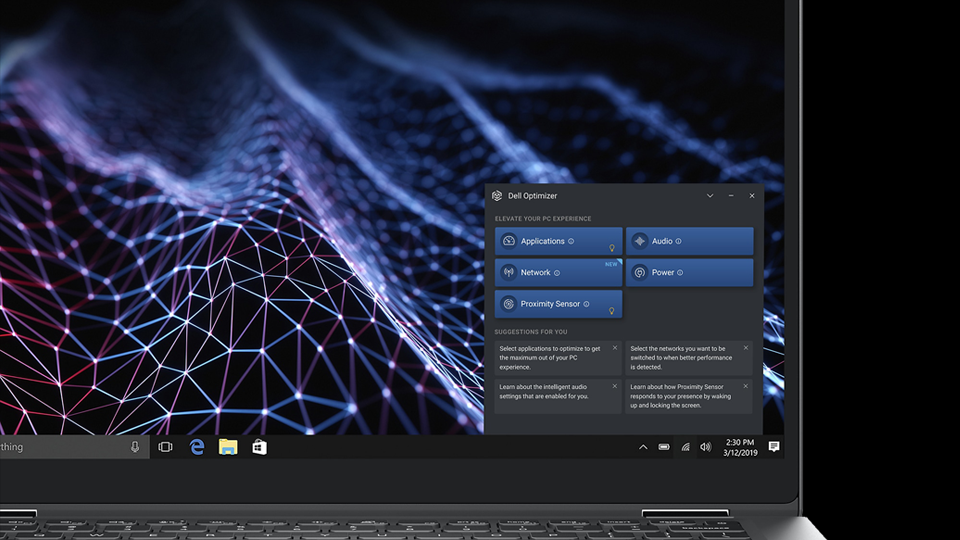 Dell Optimizer
ELEVATE YOUR PC EXPERIENCE
Applications
Audio
Network
NEW
Power
Proximity Sensor
SUGGESTIONS FOR YOU
Select applications to optimize to get
the maximum out of your PC
experience.
Select the networks you want to be
switched to when better performance
is detected.
Learn about the intelligent audio
settings that are enabled for you.
Learn about how Proximity Sensor
responds to your presence by waking
up and locking the screen.
thing
2:30 PM
3/12/2019